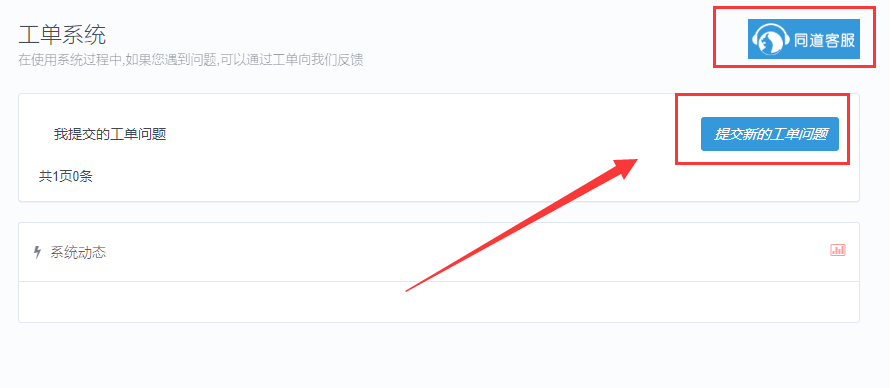 工单系统
同道客服
在使用系统过程中,如果您遇到问题,可以通过工单向我们反馈
我提交的工单问题
提交新的工单问题
共1页0条
系统动态